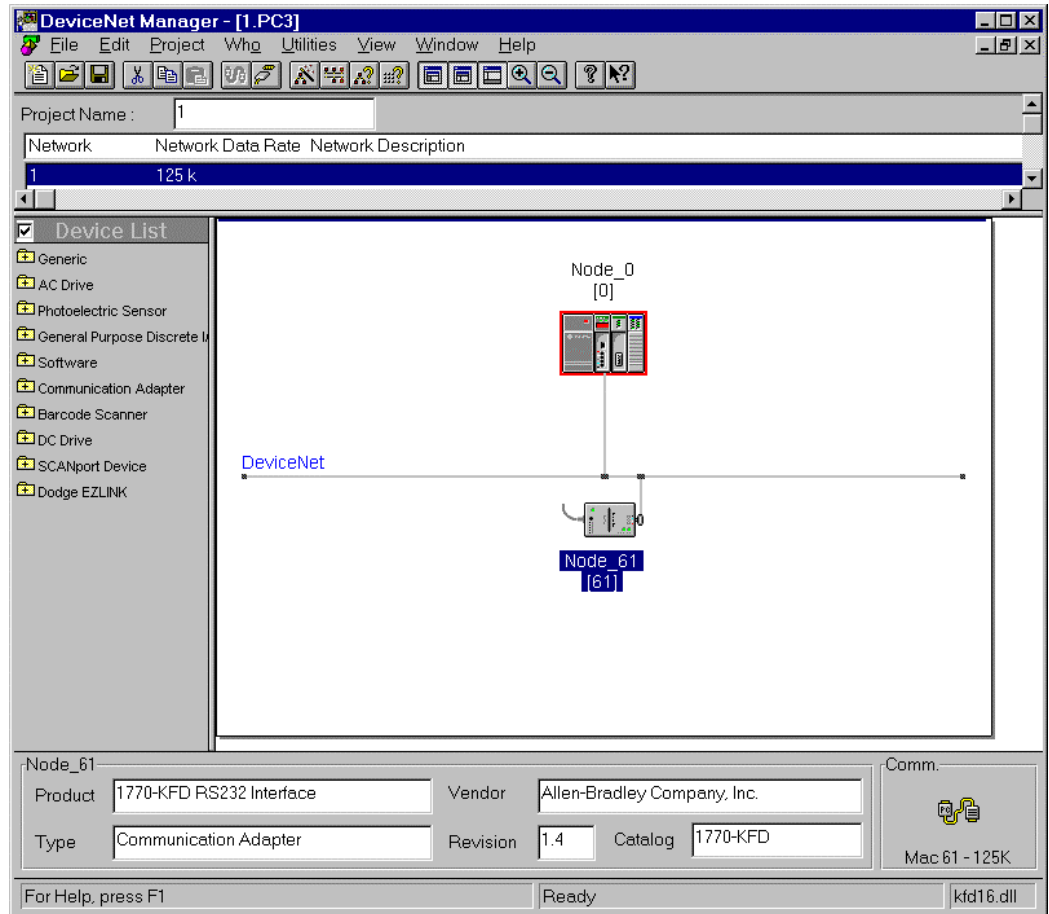 DeviceNet Manager - [1.PC3]
File Edit Project Who Utilities View Window Help
Project Name : 1
Network Network Data Rate Network Description
1 125 k
Device List
Generic
AC Drive
Photoelectric Sensor
General Purpose Discrete I/
Software
Communication Adapter
Barcode Scanner
DC Drive
SCANport Device
Dodge EZLINK
Node_0
[0]
DeviceNet
Node_61
[61]
Node_61
Product 1770-KFD RS232 Interface Vendor Allen-Bradley Company, Inc.
Type Communication Adapter Revision 1.4 Catalog 1770-KFD
Comm.
PC
Mac 61 - 125K
For Help, press F1 Ready kfd16.dll